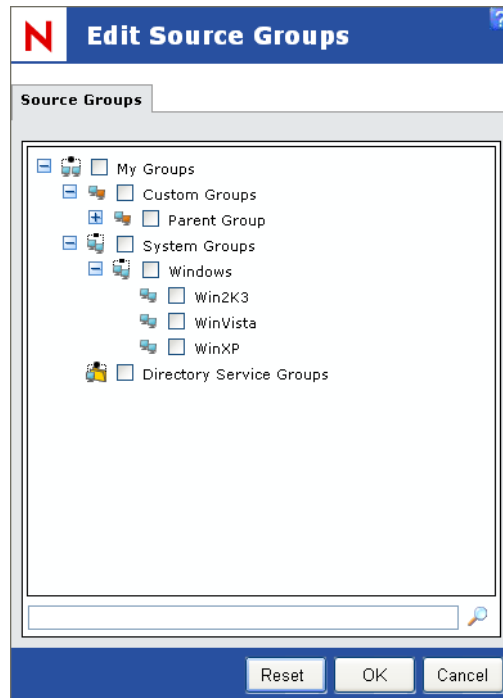 N Edit Source Groups ?
Source Groups
My Groups
Custom Groups
Parent Group
System Groups
Windows
Win2K3
WinVista
WinXP
Directory Service Groups
Reset OK Cancel